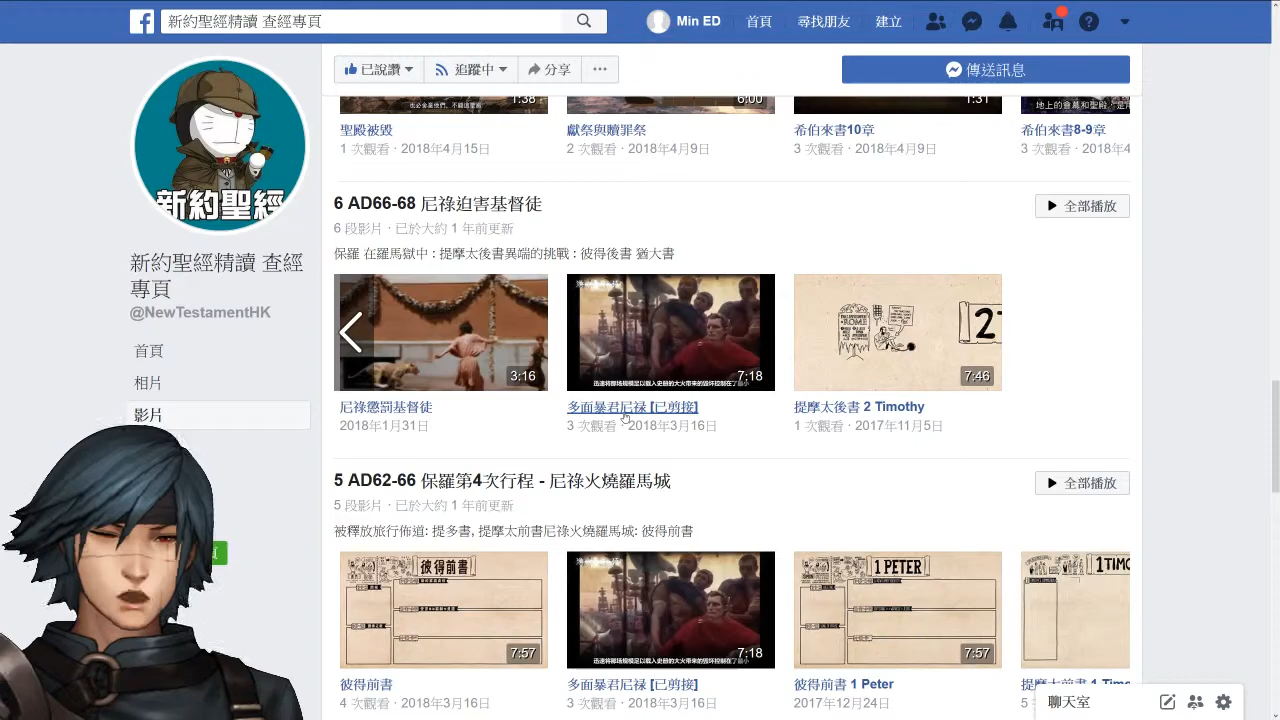 新約聖經精讀 查經專頁
Min ED
首頁
尋找朋友
建立
已說讚
追蹤中
分享
傳送訊息
新約聖經
新約聖經精讀 查經
專頁
@NewTestamentHK
首頁
相片
影片
1:38
6:00
1:31
聖殿被毀
1 次觀看 · 2018年4月15日
獻祭與贖罪祭
2 次觀看 · 2018年4月9日
希伯來書10章
3 次觀看 · 2018年4月9日
希伯來書8-9章
3 次觀看 · 2018年4
6 AD66-68 尼祿迫害基督徒
全部播放
6 段影片 · 已於大約 1 年前更新
保羅 在羅馬獄中 : 提摩太後書異端的挑戰 : 彼得後書 猶大書
3:16
7:18
7:46
尼祿懲罰基督徒
2018年1月31日
多面暴君尼禄 [已剪接]
3 次觀看 · 2018年3月16日
提摩太後書 2 Timothy
1 次觀看 · 2017年11月5日
5 AD62-66 保羅第4次行程 - 尼祿火燒羅馬城
全部播放
5 段影片 · 已於大約 1 年前更新
被釋放旅行佈道: 提多書, 提摩太前書尼祿火燒羅馬城: 彼得前書
彼得前書
7:57
7:18
1 PETER
7:57
彼得前書
4 次觀看 · 2018年3月16日
多面暴君尼禄 [已剪接]
3 次觀看 · 2018年3月16日
彼得前書 1 Peter
2017年12月24日
提摩太前書 1 Timo
聊天室